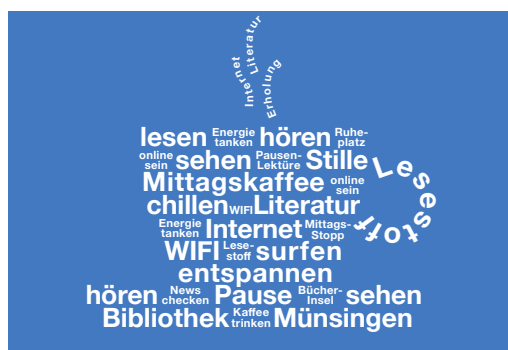 Internet
Literatur
Erholung
lesen Energie tanken hören Ruhe-platz
online sein sehen Pausen-Lektüre Stille
Lesestoff
Mittagskaffee online sein
chillen WIFI Literatur
Energie tanken Internet Mittags-Stopp
WIFI Lese-stoff surfen
entspannen
hören News checken Pause Bücher-Insel sehen
Bibliothek Kaffee trinken Münsingen